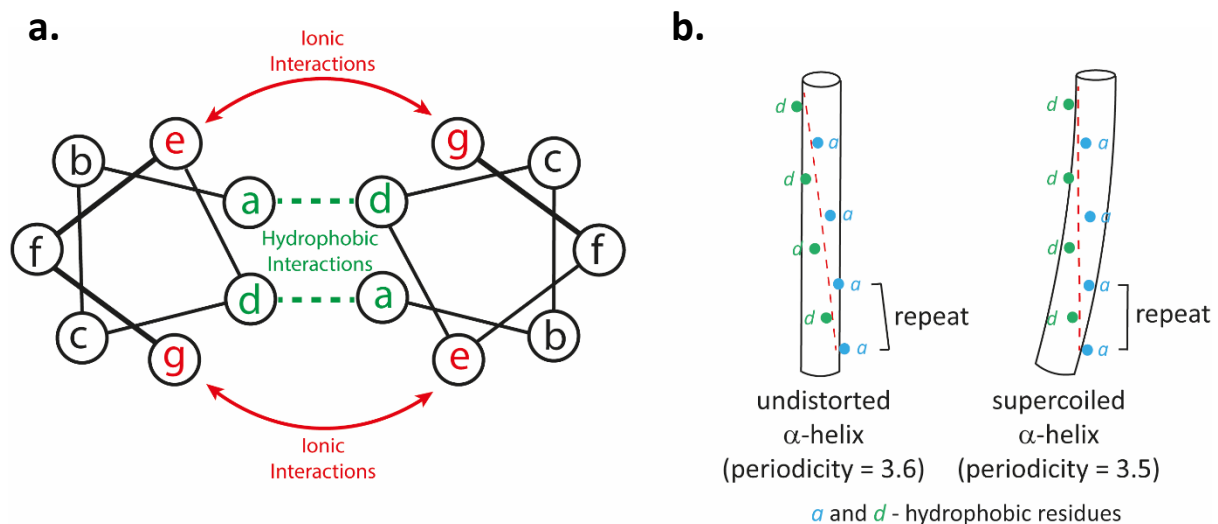 a.
Ionic
Interactions
e
g
b
c
a
d
Hydrophobic
Interactions
f
f
d
a
c
b
g
e
Ionic
Interactions
b.
d
d
a
a
d
d
a
a
a
d
a
a
d
d
repeat
repeat
a
a
undistorted
α-helix
(periodicity = 3.6)
supercoiled
α-helix
(periodicity = 3.5)
a and d - hydrophobic residues